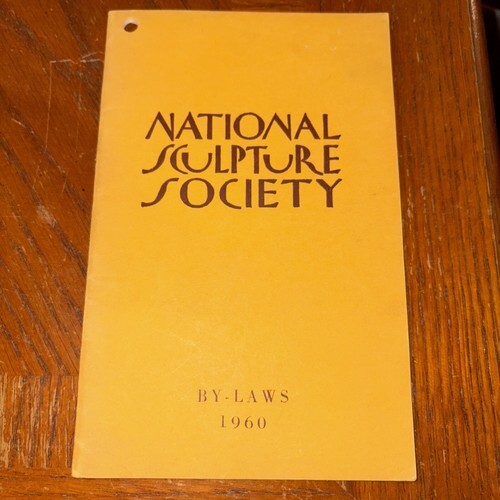 NATIONAL
SCULPTURE
SOCIETY
BY-LAWS
1960